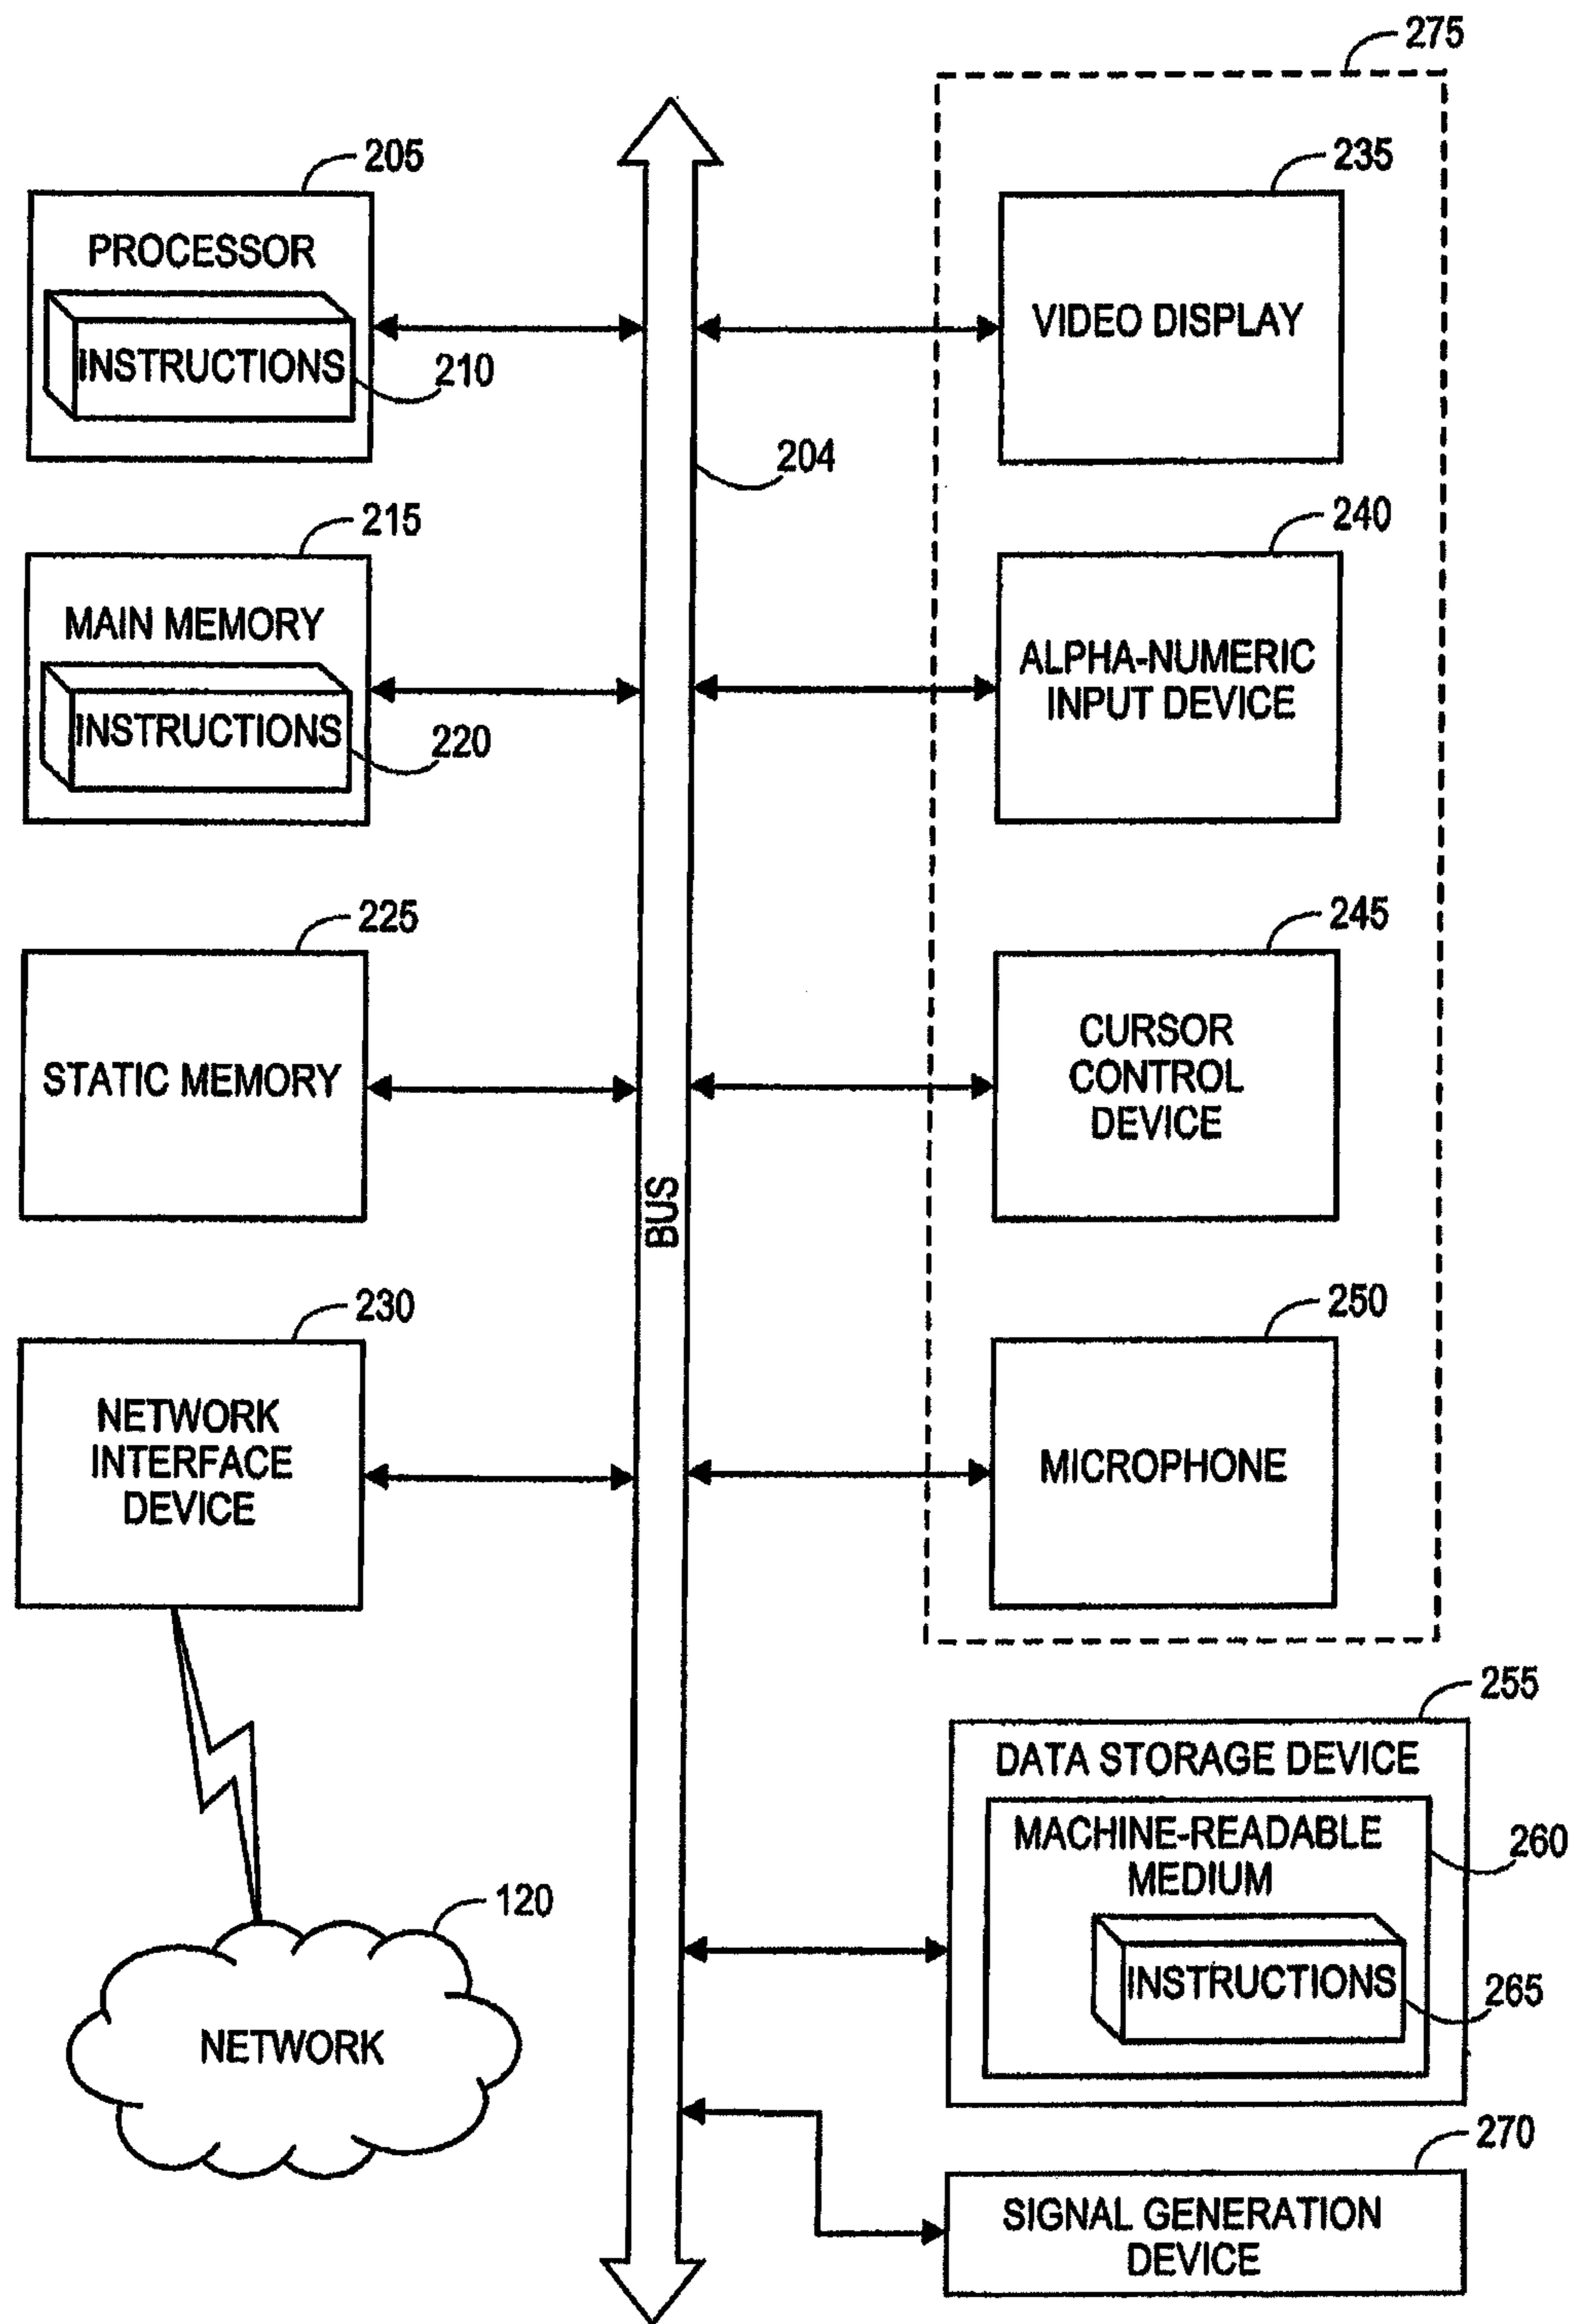 275
205
235
PROCESSOR
INSTRUCTIONS
210
VIDEO DISPLAY
204
215
240
MAIN MEMORY
INSTRUCTIONS
220
ALPHA-NUMERIC
INPUT DEVICE
225
245
STATIC MEMORY
CURSOR
CONTROL
DEVICE
BUS
230
250
NETWORK
INTERFACE
DEVICE
MICROPHONE
255
DATA STORAGE DEVICE
MACHINE-READABLE
MEDIUM
260
INSTRUCTIONS
265
120
NETWORK
270
SIGNAL GENERATION
DEVICE